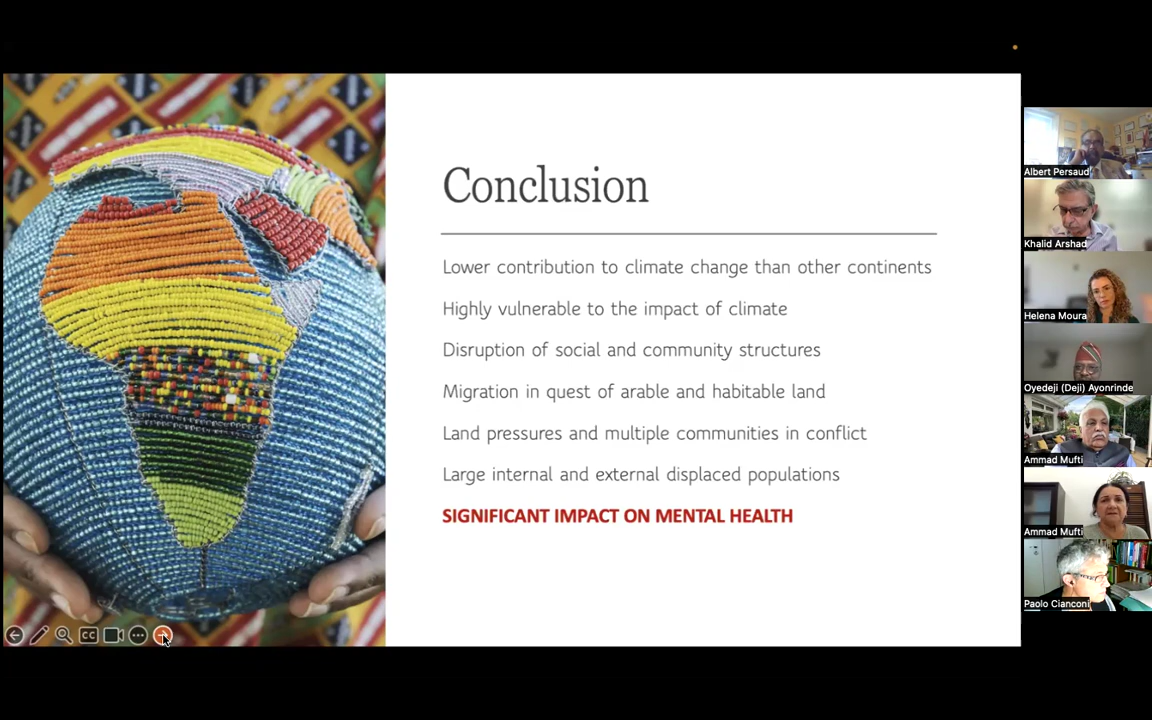 Conclusion
Lower contribution to climate change than other continents
Highly vulnerable to the impact of climate
Disruption of social and community structures
Migration in quest of arable and habitable land
Land pressures and multiple communities in conflict
Large internal and external displaced populations
SIGNIFICANT IMPACT ON MENTAL HEALTH
CC
Albert Persaud
Khalid Arshad
Helena Moura
Oyedeji (Deji) Ayonrinde
Ammad Mufti
Ammad Mufti
Paolo Cianconi